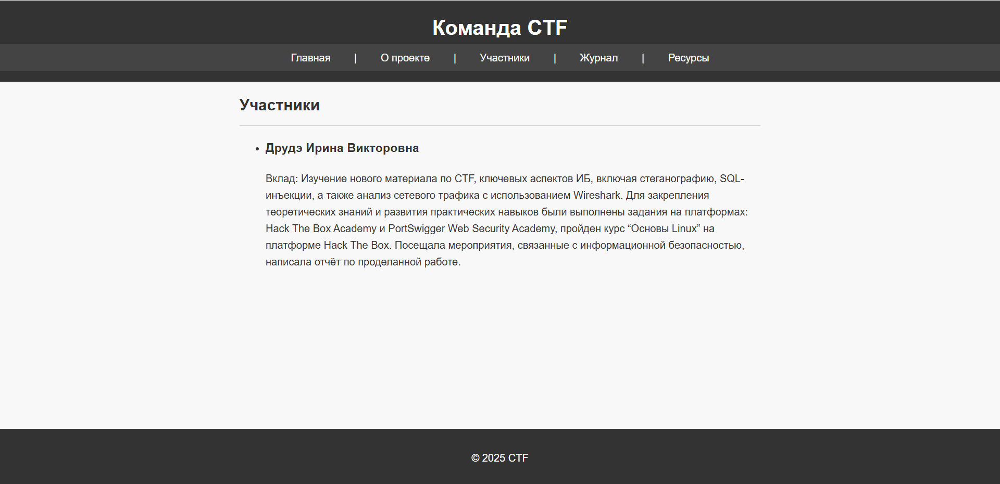 Команда CTF
Главная | О проекте | Участники | Журнал | Ресурсы
Участники
• Друдэ Ирина Викторовна
Вклад: Изучение нового материала по CTF, ключевых аспектов ИБ, включая стеганографию, SQL-
инъекции, а также анализ сетевого трафика с использованием Wireshark. Для закрепления
теоретических знаний и развития практических навыков были выполнены задания на платформах:
Hack The Box Academy и PortSwigger Web Security Academy, пройден курс “Основы Linux” на
платформе Hack The Box. Посещала мероприятия, связанные с информационной безопасностью,
написала отчёт по проделанной работе.
© 2025 CTF